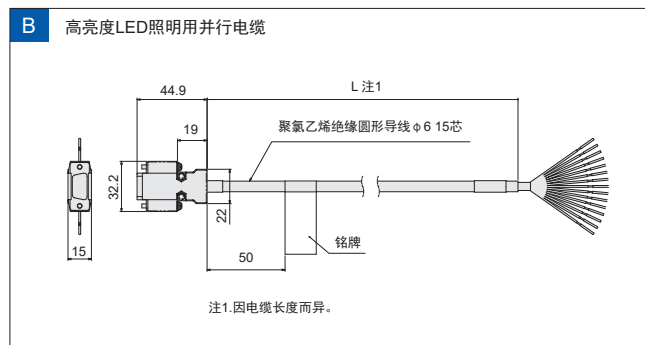 B
高亮度LED照明用并行电缆
44.9
L 注1
19
聚氯乙烯绝缘圆形导线φ6 15芯
32.2
22
15
50
铭牌
注1.因电缆长度而异。